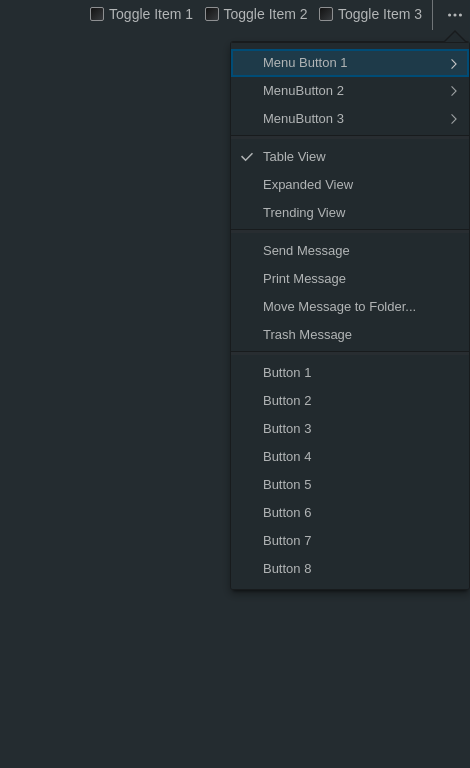 Toggle Item 1 Toggle Item 2 Toggle Item 3
Menu Button 1
MenuButton 2
MenuButton 3
Table View
Expanded View
Trending View
Send Message
Print Message
Move Message to Folder...
Trash Message
Button 1
Button 2
Button 3
Button 4
Button 5
Button 6
Button 7
Button 8